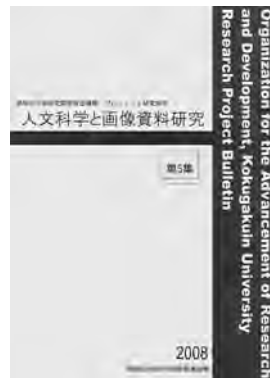 人文科学と画像資料研究
第5集
2008
Organization for the Advancement of Research
and Development, Kokugakuin University
Research Project Bulletin